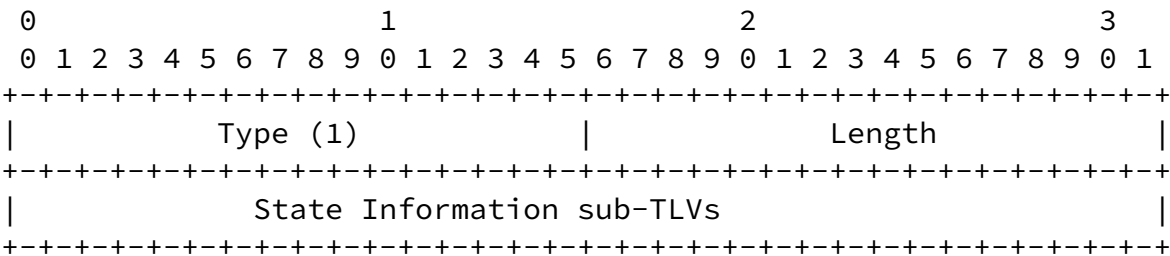 0                   1                   2                   3
 0 1 2 3 4 5 6 7 8 9 0 1 2 3 4 5 6 7 8 9 0 1 2 3 4 5 6 7 8 9 0 1
+-+-+-+-+-+-+-+-+-+-+-+-+-+-+-+-+-+-+-+-+-+-+-+-+-+-+-+-+-+-+-+-+
|           Type (1)            |             Length            |
+-+-+-+-+-+-+-+-+-+-+-+-+-+-+-+-+-+-+-+-+-+-+-+-+-+-+-+-+-+-+-+-+
|             State Information sub-TLVs                        |
+-+-+-+-+-+-+-+-+-+-+-+-+-+-+-+-+-+-+-+-+-+-+-+-+-+-+-+-+-+-+-+-+